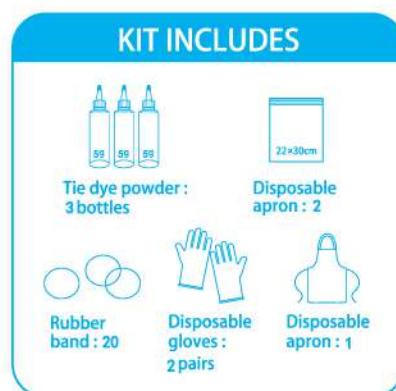 KIT INCLUDES
5g 5g 5g
22×30cm
Tie dye powder :
3 bottles
Disposable
apron : 2
Rubber
band : 20
Disposable
gloves :
2 pairs
Disposable
apron : 1